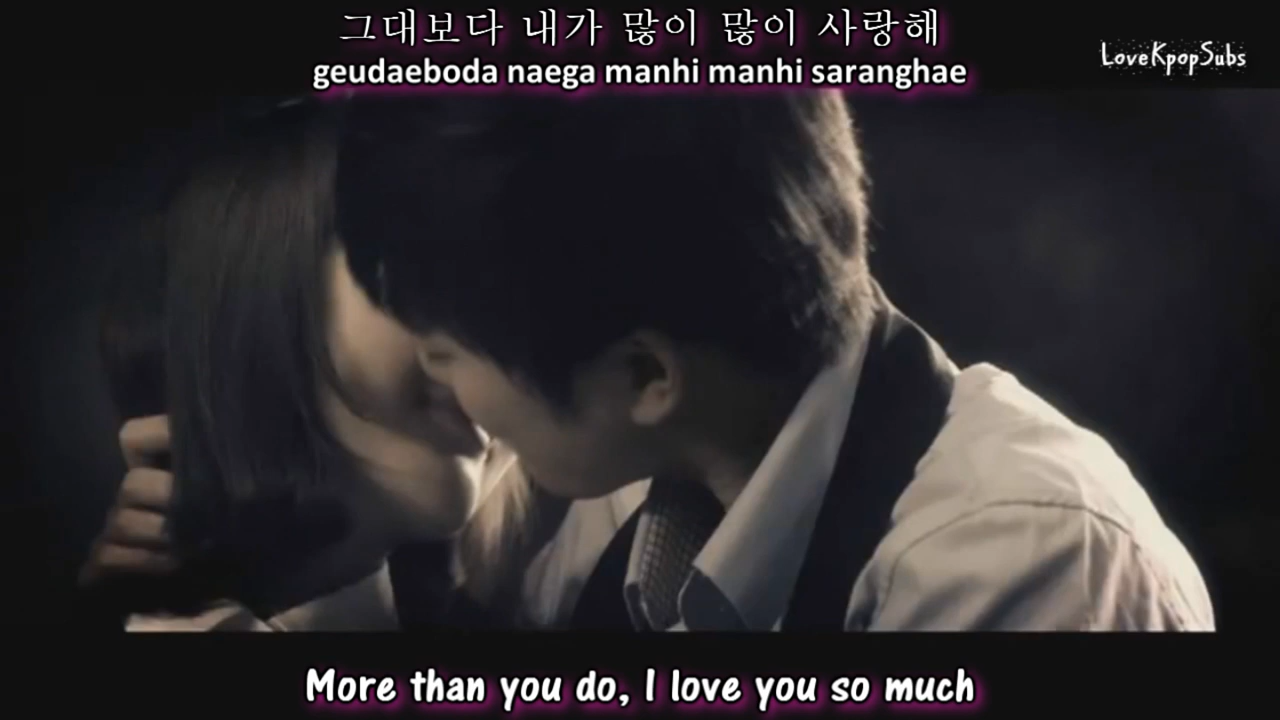 그대보다 내가 많이 많이 사랑해
geudaeboda naega manhi manhi saranghae
LoveKpopSubs
More than you do, I love you so much